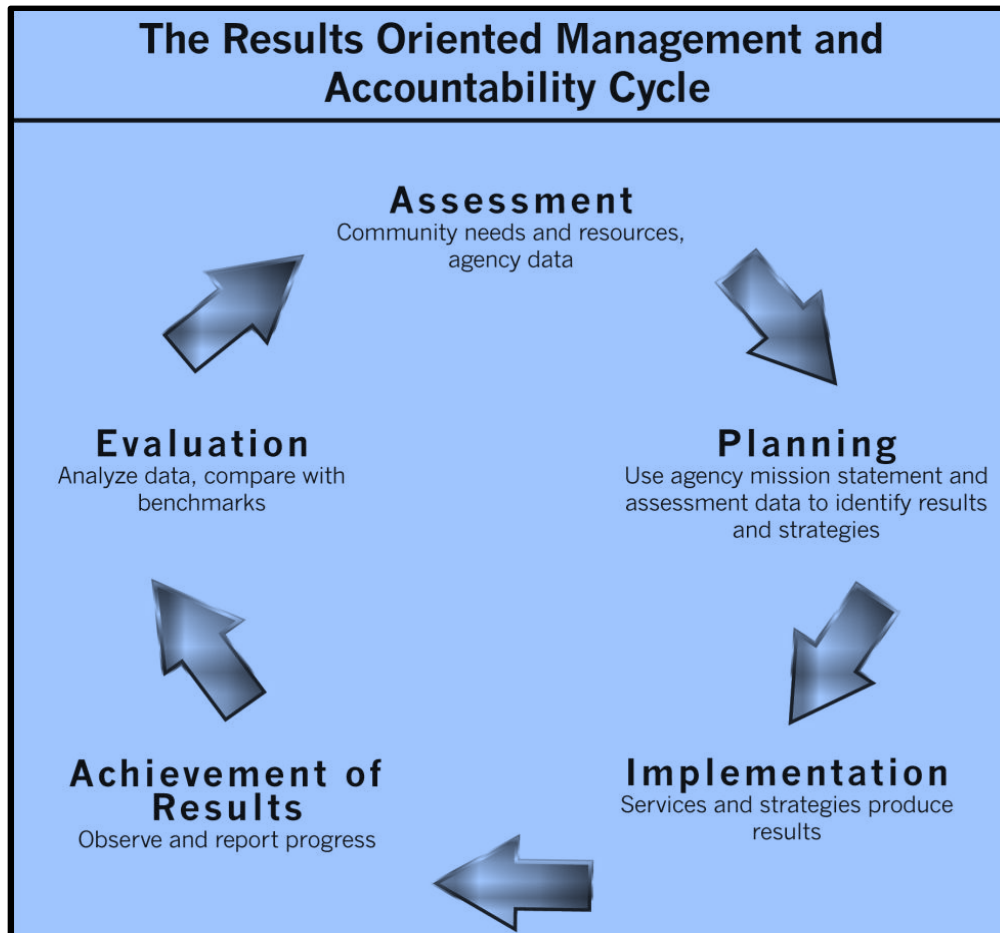 The Results Oriented Management and
Accountability Cycle
Assessment
Community needs and resources,
agency data
Planning
Use agency mission statement and
assessment data to identify results
and strategies
Implementation
Services and strategies produce
results
Achievement of
Results
Observe and report progress
Evaluation
Analyze data, compare with
benchmarks